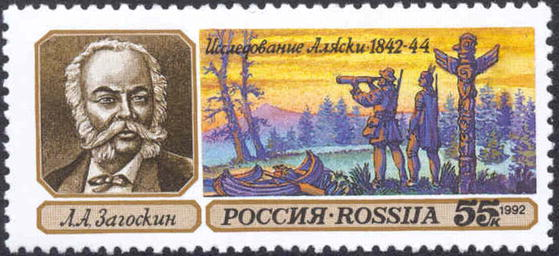 Исследование Аляски 1842-44
Л.А. Загоскин
РОССИЯ·ROSSIJA 55к 1992